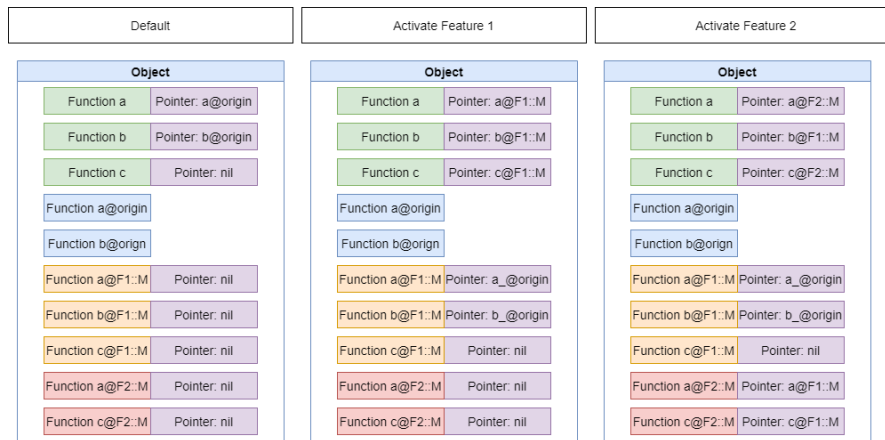 Default
Activate Feature 1
Activate Feature 2
Object
Function a Pointer: a@origin
Function b Pointer: b@origin
Function c Pointer: nil
Function a@origin
Function b@orign
Function a@F1::M Pointer: nil
Function b@F1::M Pointer: nil
Function c@F1::M Pointer: nil
Function a@F2::M Pointer: nil
Function c@F2::M Pointer: nil
Object
Function a Pointer: a@F1::M
Function b Pointer: b@F1::M
Function c Pointer: c@F1::M
Function a@origin
Function b@orign
Function a@F1::M Pointer: a_@origin
Function b@F1::M Pointer: b_@origin
Function c@F1::M Pointer: nil
Function a@F2::M Pointer: nil
Function c@F2::M Pointer: nil
Object
Function a Pointer: a@F2::M
Function b Pointer: b@F1::M
Function c Pointer: c@F2::M
Function a@origin
Function b@orign
Function a@F1::M Pointer: a_@origin
Function b@F1::M Pointer: b_@origin
Function c@F1::M Pointer: nil
Function a@F2::M Pointer: a@F1::M
Function c@F2::M Pointer: c@F1::M